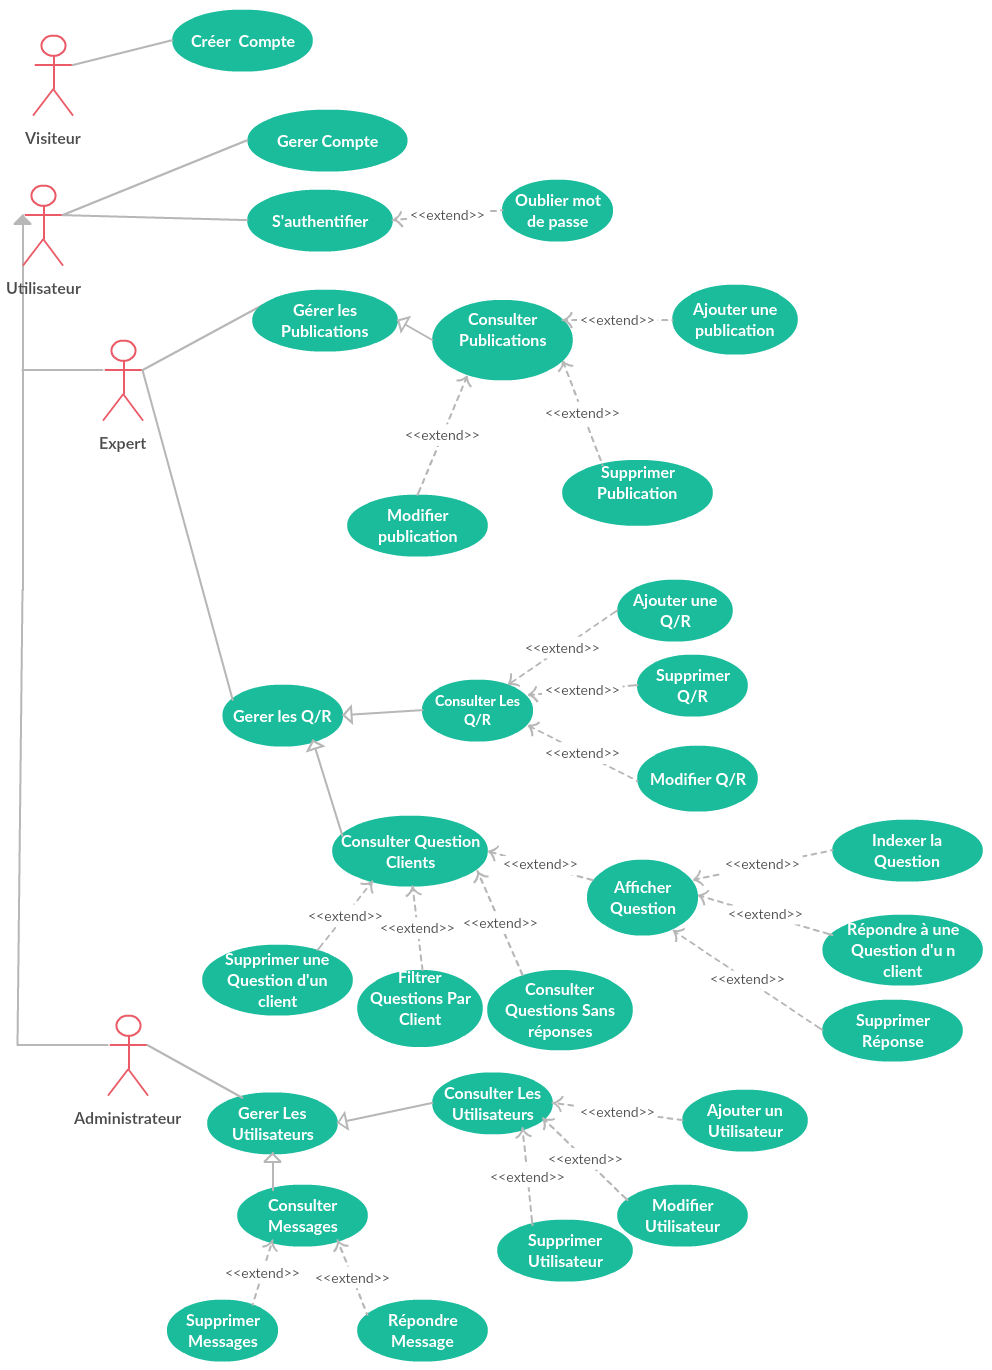 Créer  Compte
Visiteur
Gerer Compte
S'authentifier
<<extend>>
Oublier mot
de passe
Utilisateur
Gérer les
Publications
Consulter
Publications
<<extend>>
Ajouter une
publication
Expert
<<extend>>
<<extend>>
Modifier
publication
Supprimer
Publication
Ajouter une
Q/R
<<extend>>
Supprimer
Q/R
<<extend>>
Gerer les Q/R
Consulter Les
Q/R
<<extend>>
Modifier Q/R
Consulter Question
Clients
<<extend>>
Afficher
Question
<<extend>>
Indexer la
Question
<<extend>>
Répondre à une
Question d'u n
client
<<extend>>
<<extend>>
<<extend>>
<<extend>>
Supprimer une
Question d'un
client
Filtrer
Questions Par
Client
Consulter
Questions Sans
réponses
Supprimer
Réponse
Administrateur
Gerer Les
Utilisateurs
Consulter Les
Utilisateurs
<<extend>>
Ajouter un
Utilisateur
<<extend>>
<<extend>>
Consulter
Messages
Supprimer
Utilisateur
Modifier
Utilisateur
<<extend>>
<<extend>>
Supprimer
Messages
Répondre
Message